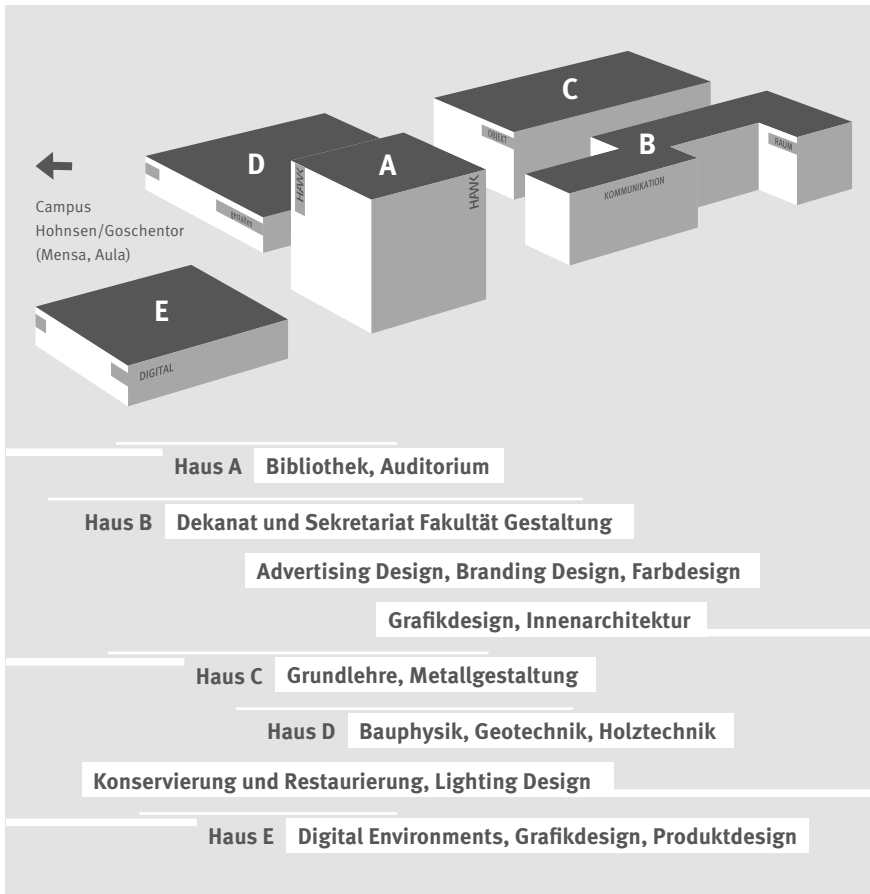 C
OBJEKT
B
RAUM
D
A
HAWK
HAWK
KOMMUNIKATION
gestalten
Campus
Hohnsen/Goschentor
(Mensa, Aula)
E
DIGITAL
Haus A Bibliothek, Auditorium
Haus B Dekanat und Sekretariat Fakultät Gestaltung
Advertising Design, Branding Design, Farbdesign
Grafikdesign, Innenarchitektur
Haus C Grundlehre, Metallgestaltung
Haus D Bauphysik, Geotechnik, Holztechnik
Konservierung und Restaurierung, Lighting Design
Haus E Digital Environments, Grafikdesign, Produktdesign